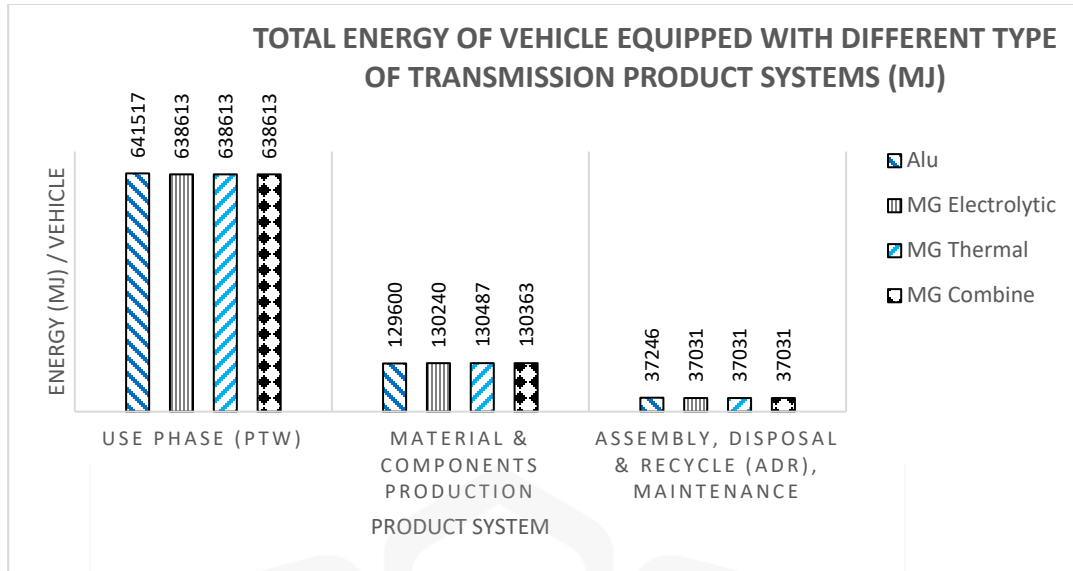 TOTAL ENERGY OF VEHICLE EQUIPPED WITH DIFFERENT TYPE
OF TRANSMISSION PRODUCT SYSTEMS (MJ)
ENERGY (MJ) / VEHICLE
641517
638613
638613
638613
129600
130240
130487
130363
37246
37031
37031
37031
USE PHASE (PTW)
MATERIAL &
COMPONENTS
PRODUCTION
ASSEMBLY, DISPOSAL
& RECYCLE (ADR),
MAINTENANCE
PRODUCT SYSTEM
Alu
MG Electrolytic
MG Thermal
MG Combine